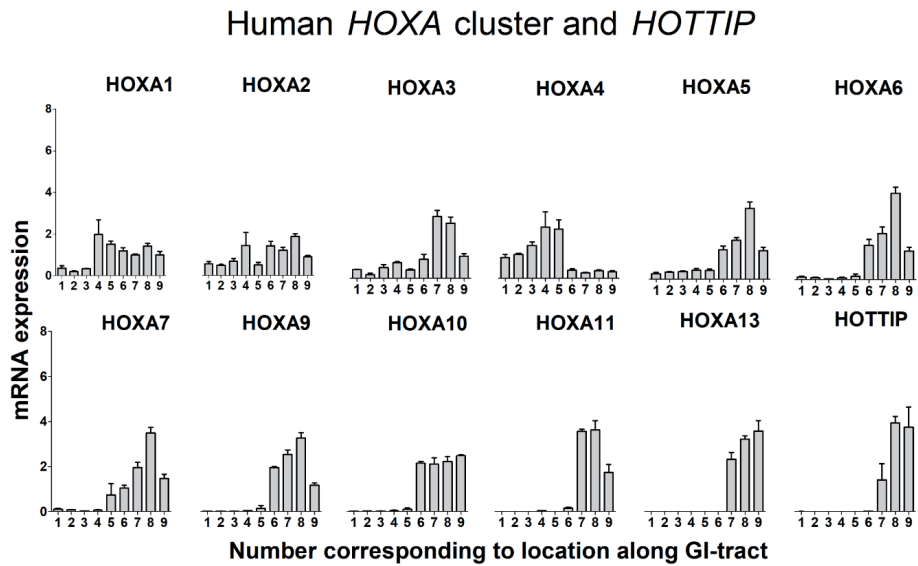 Human HOXA cluster and HOTTIP
HOXA1 HOXA2 HOXA3 HOXA4 HOXA5 HOXA6
8
6
4
2
0
1 2 3 4 5 6 7 8 9 1 2 3 4 5 6 7 8 9 1 2 3 4 5 6 7 8 9 1 2 3 4 5 6 7 8 9 1 2 3 4 5 6 7 8 9 1 2 3 4 5 6 7 8 9
mRNA expression
HOXA7 HOXA9 HOXA10 HOXA11 HOXA13 HOTTIP
8
6
4
2
0
1 2 3 4 5 6 7 8 9 1 2 3 4 5 6 7 8 9 1 2 3 4 5 6 7 8 9 1 2 3 4 5 6 7 8 9 1 2 3 4 5 6 7 8 9 1 2 3 4 5 6 7 8 9
Number corresponding to location along GI-tract